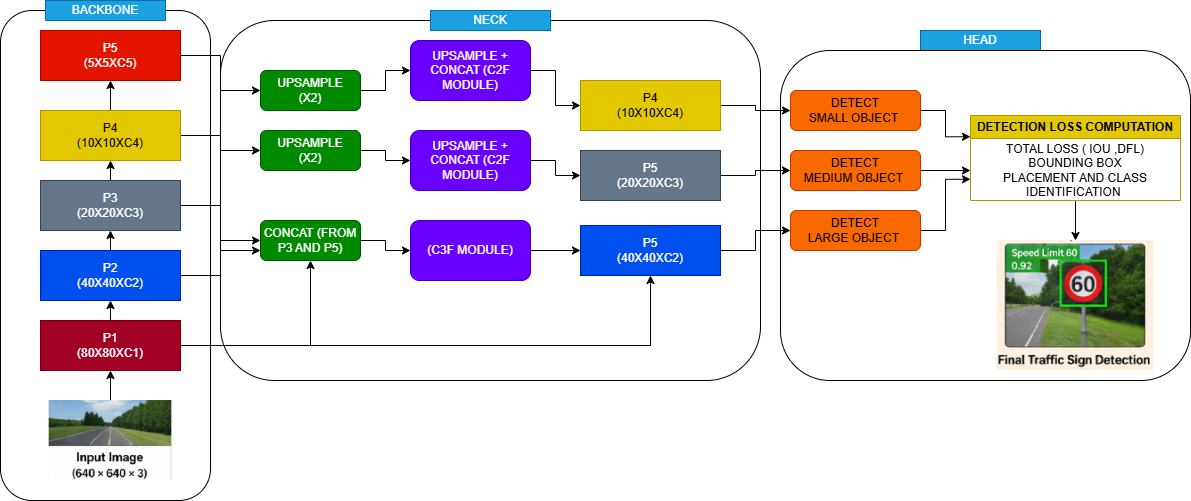 BACKBONE
P5
(5X5XC5)
P4
(10X10XC4)
P3
(20X20XC3)
P2
(40X40XC2)
P1
(80X80XC1)
Input Image
(640 × 640 × 3)
NECK
UPSAMPLE
(X2)
UPSAMPLE +
CONCAT (C2F
MODULE)
P4
(10X10XC4)
UPSAMPLE
(X2)
UPSAMPLE +
CONCAT (C2F
MODULE)
P5
(20X20XC3)
CONCAT (FROM
P3 AND P5)
(C3F MODULE)
P5
(40X40XC2)
HEAD
DETECT
SMALL OBJECT
DETECT
MEDIUM OBJECT
DETECT
LARGE OBJECT
DETECTION LOSS COMPUTATION
TOTAL LOSS ( IOU ,DFL)
BOUNDING BOX
PLACEMENT AND CLASS
IDENTIFICATION
Speed Limit 60
0.92
60
Final Traffic Sign Detection